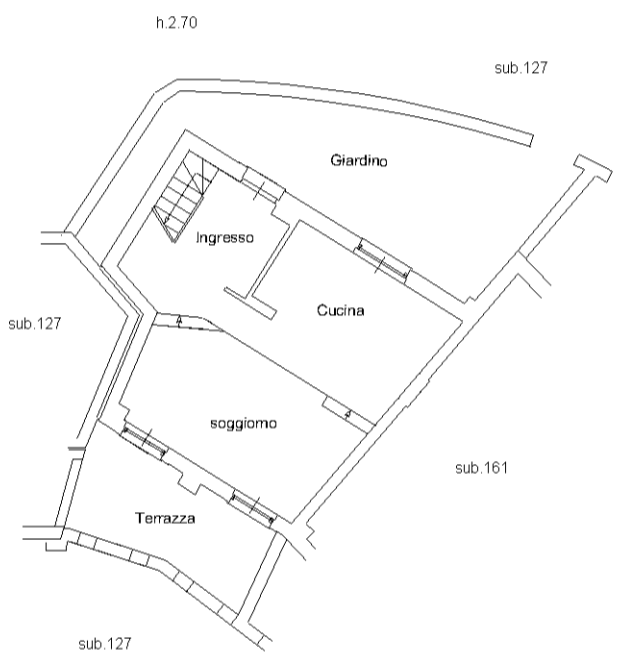 h.2.70
sub.127
Giardino
Ingresso
Cucina
sub.127
soggiorno
sub.161
Terrazza
sub.127